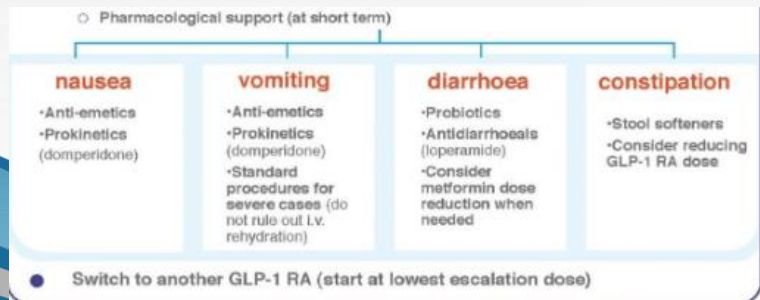 Pharmacological support (at short term)
nausea
•Anti-emetics
•Prokinetics
(domperidone)
vomiting
•Anti-emetics
•Prokinetics
(domperidone)
•Standard
procedures for
severe cases (do
not rule out i.v.
rehydration)
diarrhoea
•Probiotics
•Antidiarrhoeals
(loperamide)
•Consider
metformin dose
reduction when
needed
constipation
•Stool softeners
•Consider reducing
GLP-1 RA dose
Switch to another GLP-1 RA (start at lowest escalation dose)